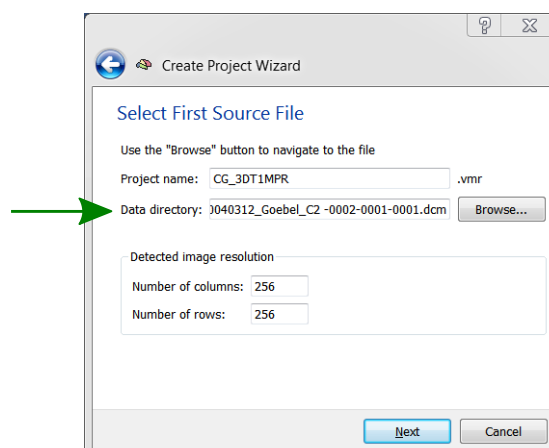 Create Project Wizard
Select First Source File
Use the "Browse" button to navigate to the file
Project name: CG_3DT1MPR .vmr
Data directory: 0040312_Goebel_C2 -0002-0001-0001.dcm Browse...
Detected image resolution
Number of columns: 256
Number of rows: 256
Next Cancel